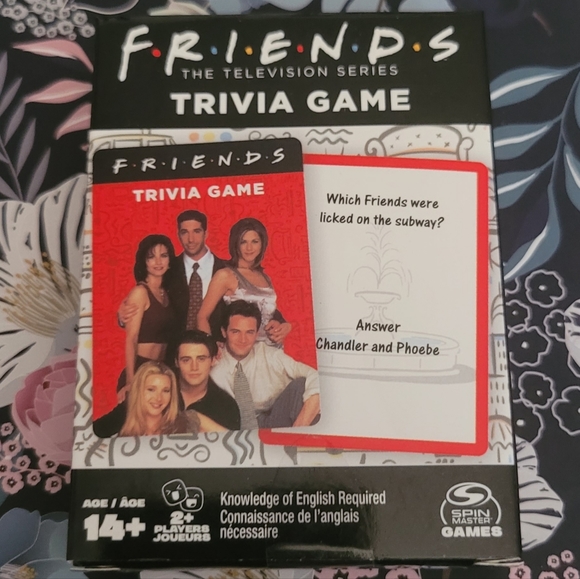 F·R·I·E·N·D·S
THE TELEVISION SERIES
TRIVIA GAME
F·R·I·E·N·D·S
TRIVIA GAME
Which Friends were
licked on the subway?
Answer
Chandler and Phoebe
AGE / ÂGE
14+
2+
PLAYERS
JOUEURS
Knowledge of English Required
Connaissance de l'anglais
nécessaire
SPIN
MASTER
GAMES